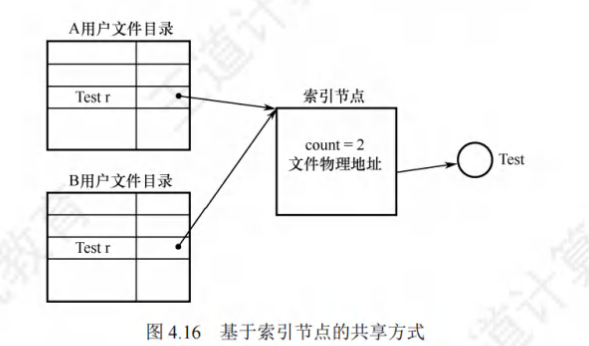 A用户文件目录
Test r
索引节点
count = 2
文件物理地址
Test
B用户文件目录
Test r
图 4.16 基于索引节点的共享方式